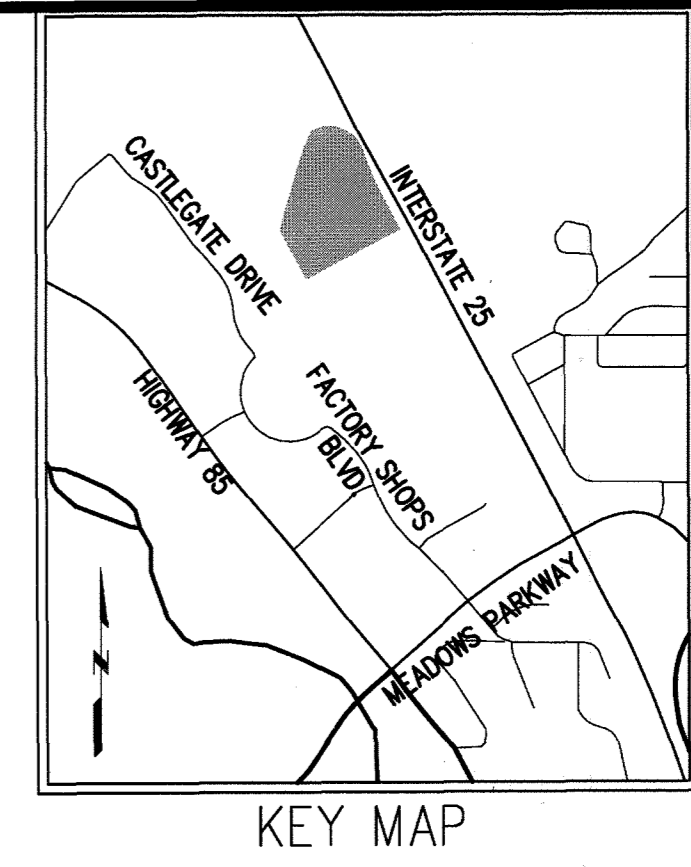 CASTLEGATE DRIVE
INTERSTATE 25
HIGHWAY 85
FACTORY SHOPS
BLVD.
MEADOWS PARKWAY
N
KEY MAP